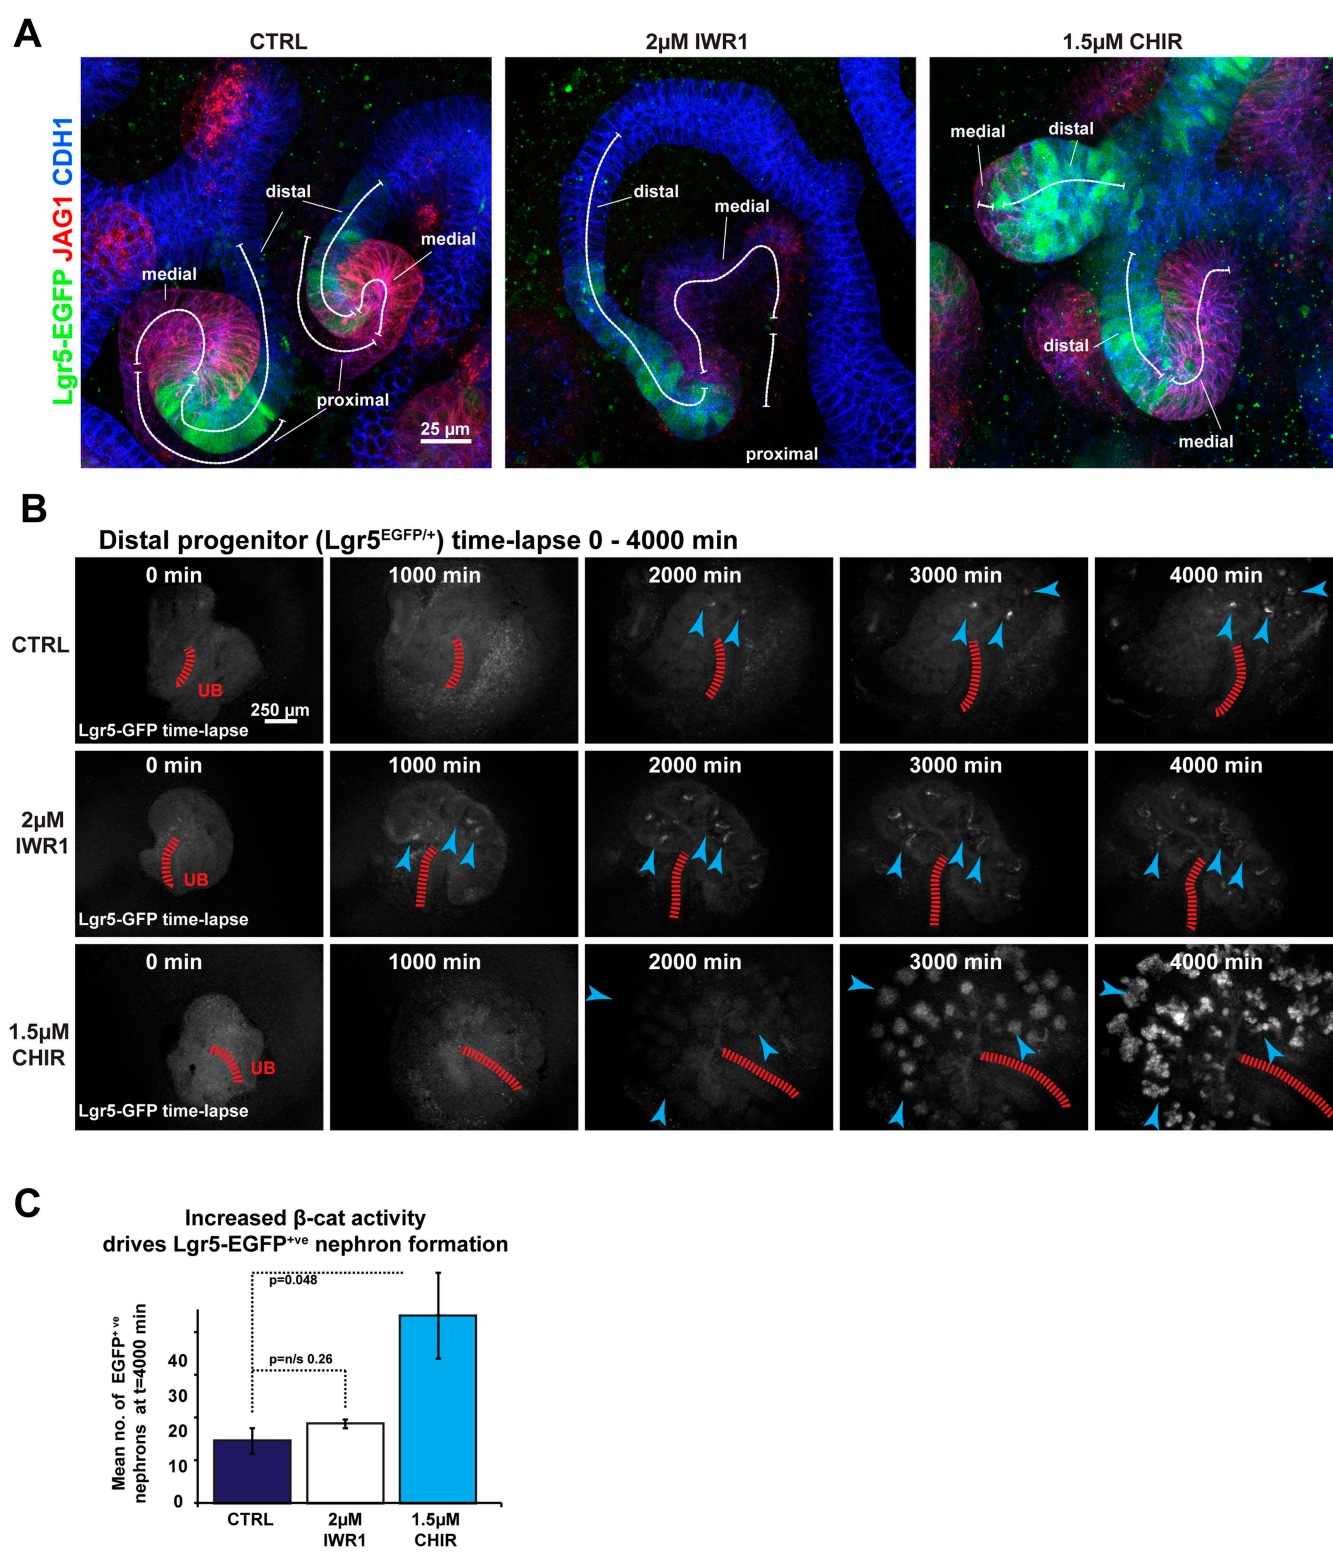 A
CTRL
2µM IWR1
1.5µM CHIR
Lgr5-EGFP JAG1 CDH1
distal
medial
medial
proximal
25 µm
distal
medial
proximal
medial
distal
distal
medial
B
Distal progenitor (Lgr5EGFP/+) time-lapse 0 - 4000 min
CTRL
0 min
1000 min
2000 min
3000 min
4000 min
UB
250 µm
Lgr5-GFP time-lapse
2µM
IWR1
0 min
1000 min
2000 min
3000 min
4000 min
UB
Lgr5-GFP time-lapse
1.5µM
CHIR
0 min
1000 min
2000 min
3000 min
4000 min
UB
Lgr5-GFP time-lapse
C
Increased β-cat activity
drives Lgr5-EGFP+ve nephron formation
p=0.048
p=n/s 0.26
Mean no. of EGFP+ve
nephrons at t=4000 min
40
30
20
10
0
CTRL
2µM
IWR1
1.5µM
CHIR